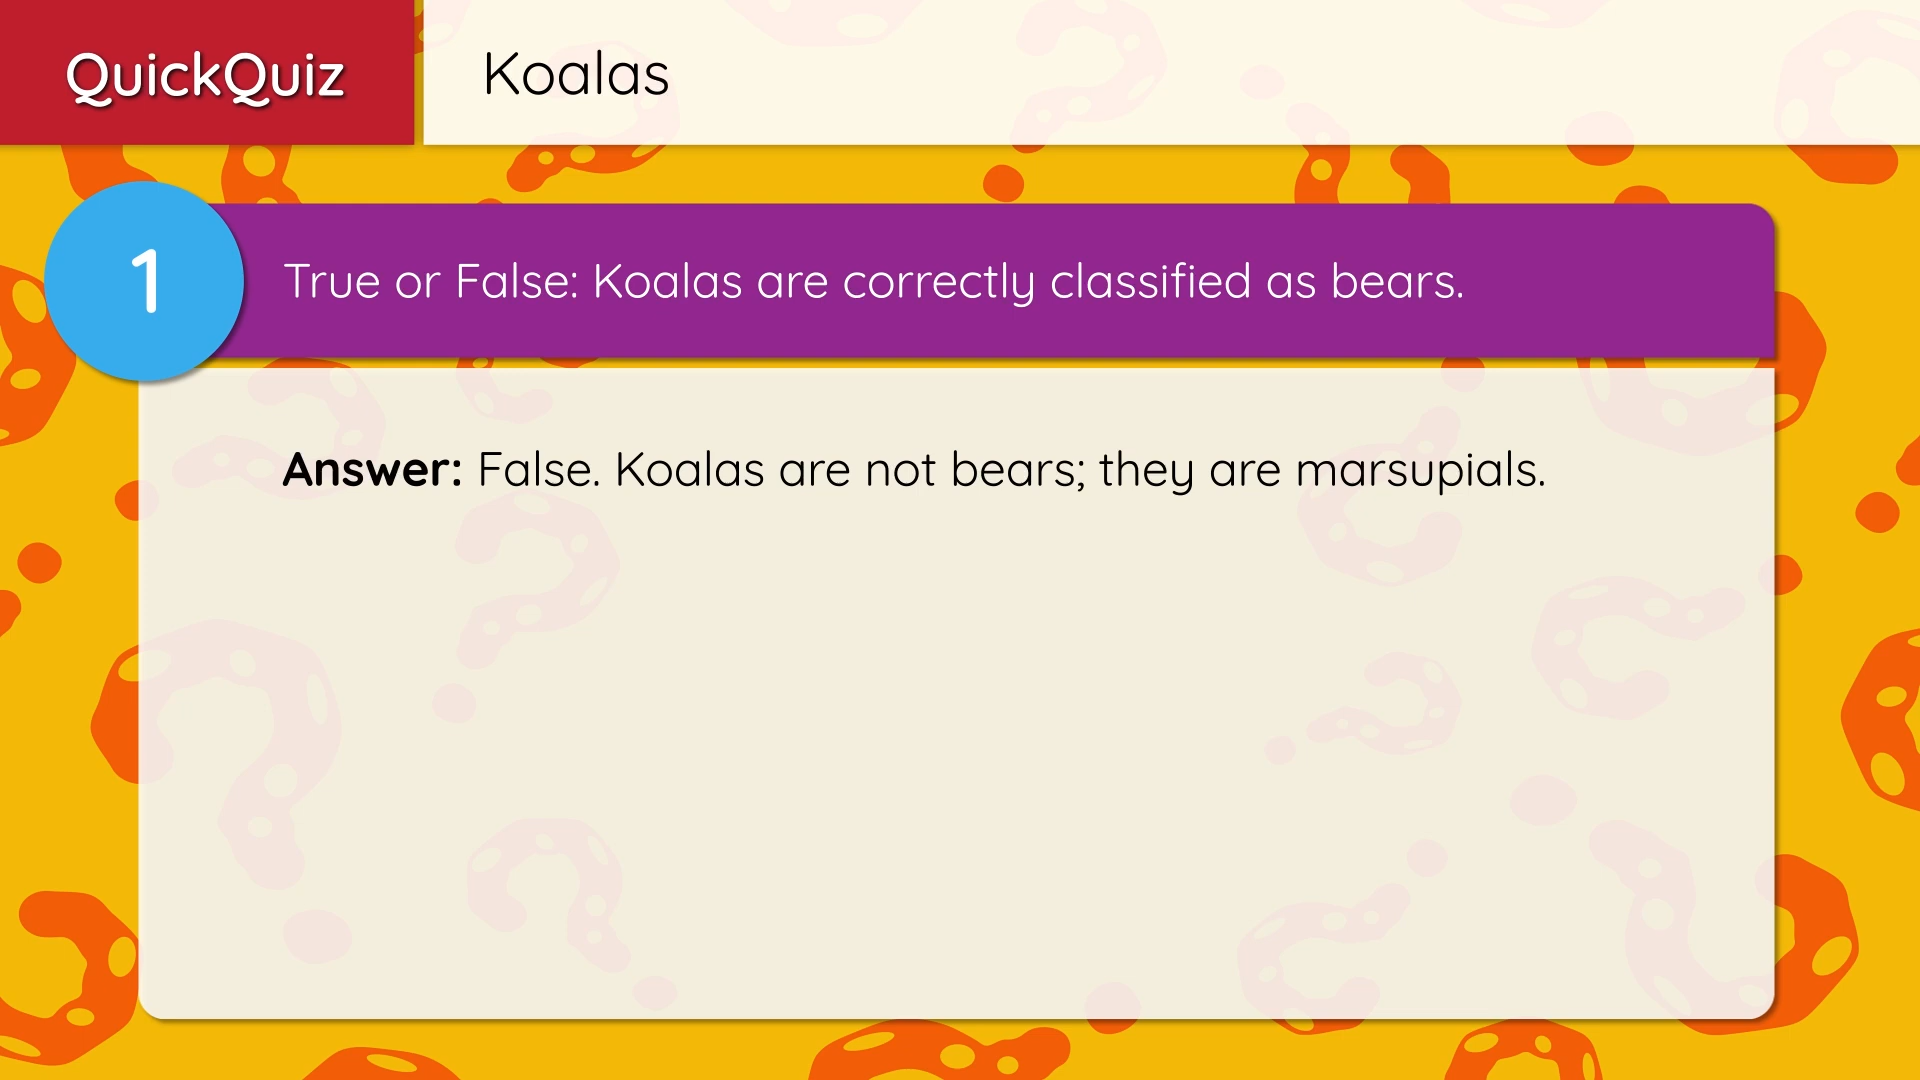 QuickQuiz
Koalas
1
True or False: Koalas are correctly classified as bears.
Answer: False. Koalas are not bears; they are marsupials.